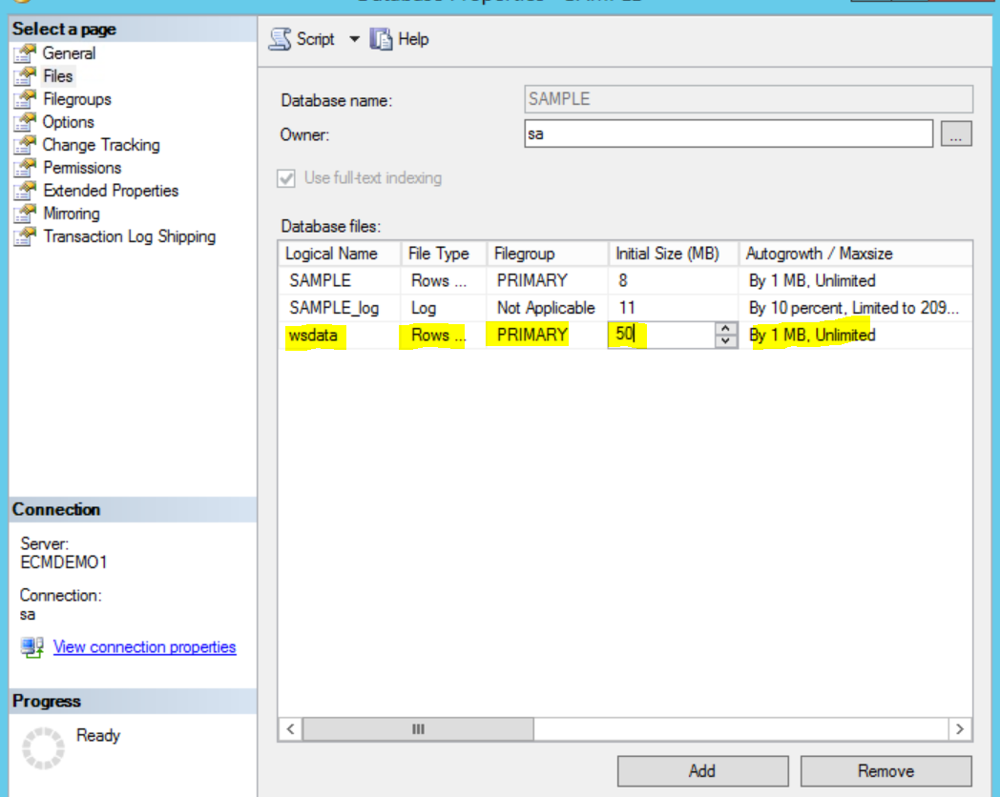 Database Properties - SAMPLE
Select a page
General
Files
Filegroups
Options
Change Tracking
Permissions
Extended Properties
Mirroring
Transaction Log Shipping
Connection
Server:
ECMDEMO1
Connection:
sa
View connection properties
Progress
Ready
Script Help
Database name: SAMPLE
Owner: sa ...
Use full-text indexing
Database files:
Logical Name File Type Filegroup Initial Size (MB) Autogrowth / Maxsize
SAMPLE Rows ... PRIMARY 8 By 1 MB, Unlimited
SAMPLE_log Log Not Applicable 11 By 10 percent, Limited to 209...
wsdata Rows ... PRIMARY 50 By 1 MB, Unlimited
Add Remove